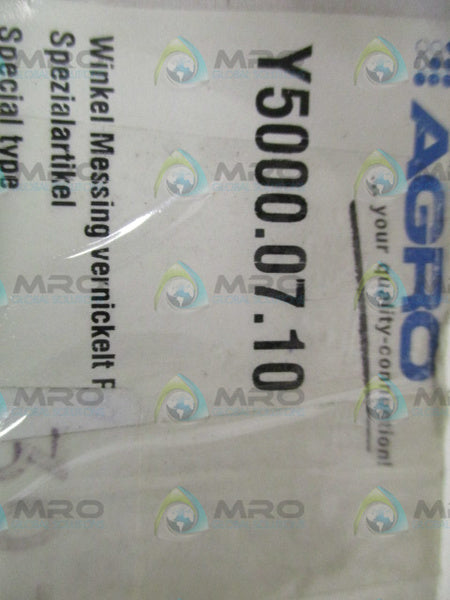 AGRO
your quality-connection!
Y5000.07.10
Winkel Messing vernickelt F
Spezialartikel
Special type
MRO